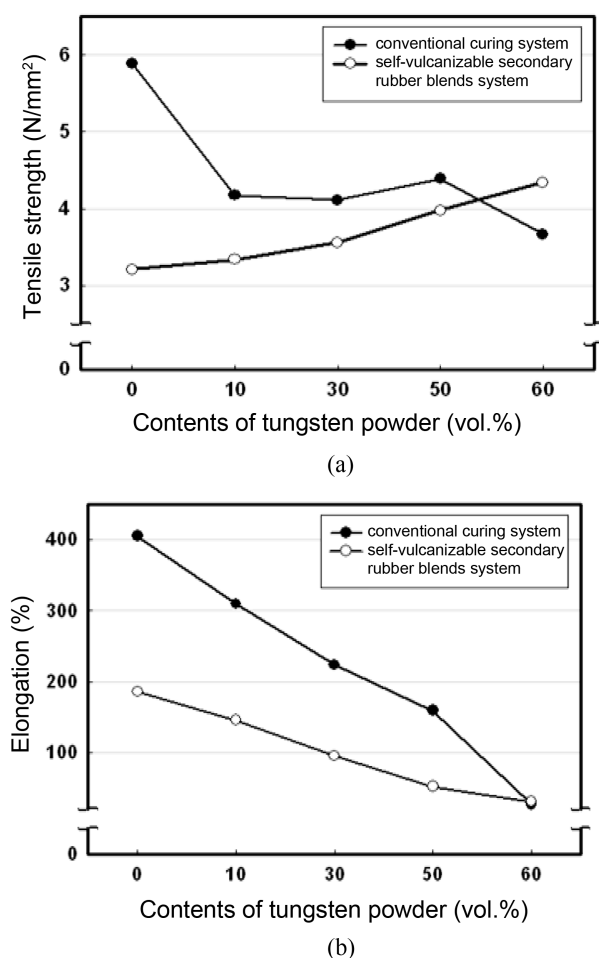 (a)
conventional curing system
self-vulcanizable secondary
rubber blends system
Tensile strength (N/mm²)
6
5
4
3
0
0 10 30 50 60
Contents of tungsten powder (vol.%)
(a)
conventional curing system
self-vulcanizable secondary
rubber blends system
Elongation (%)
400
300
200
100
0
0 10 30 50 60
Contents of tungsten powder (vol.%)
(b)